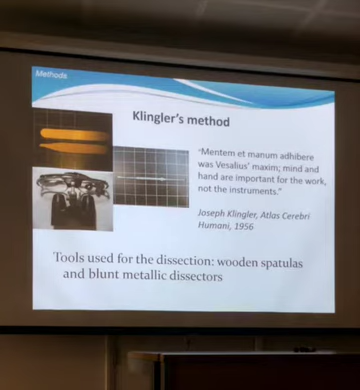 Methods
Klingler's method
"Mentem et manum adhibere
was Vesalius' maxim; mind and
hand are important for the work,
not the instruments."
Joseph Klingler, Atlas Cerebri
Humani, 1956
Tools used for the dissection: wooden spatulas
and blunt metallic dissectors